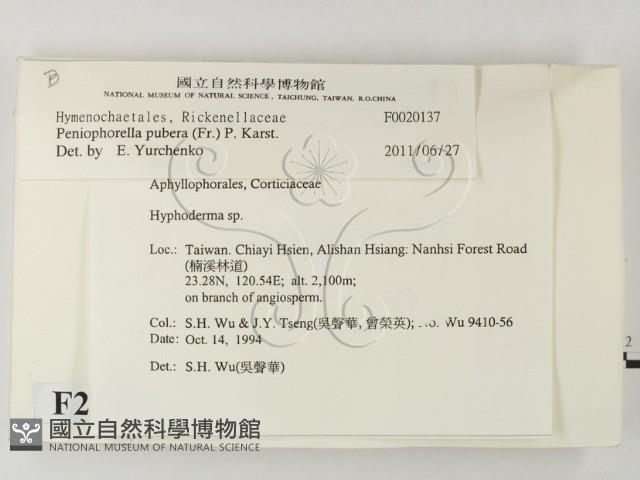 B
國立自然科學博物館
NATIONAL MUSEUM OF NATURAL SCIENCE, TAICHUNG, TAIWAN, R.O.CHINA
Hymenochaetales, Rickenellaceae F0020137
Peniophorella pubera (Fr.) P. Karst.
Det. by E. Yurchenko 2011/06/27
Aphyllophorales, Corticiaceae
Hyphoderma sp.
Loc.: Taiwan. Chiayi Hsien, Alishan Hsiang: Nanhsi Forest Road
(楠溪林道)
23.28N, 120.54E; alt. 2,100m;
on branch of angiosperm.
Col.: S.H. Wu & J.Y. Tseng(吳聲華, 曾榮英); Wu 9410-56
Date: Oct. 14, 1994
Det.: S.H. Wu(吳聲華)
F2
2
國立自然科學博物館
NATIONAL MUSEUM OF NATURAL SCIENCE